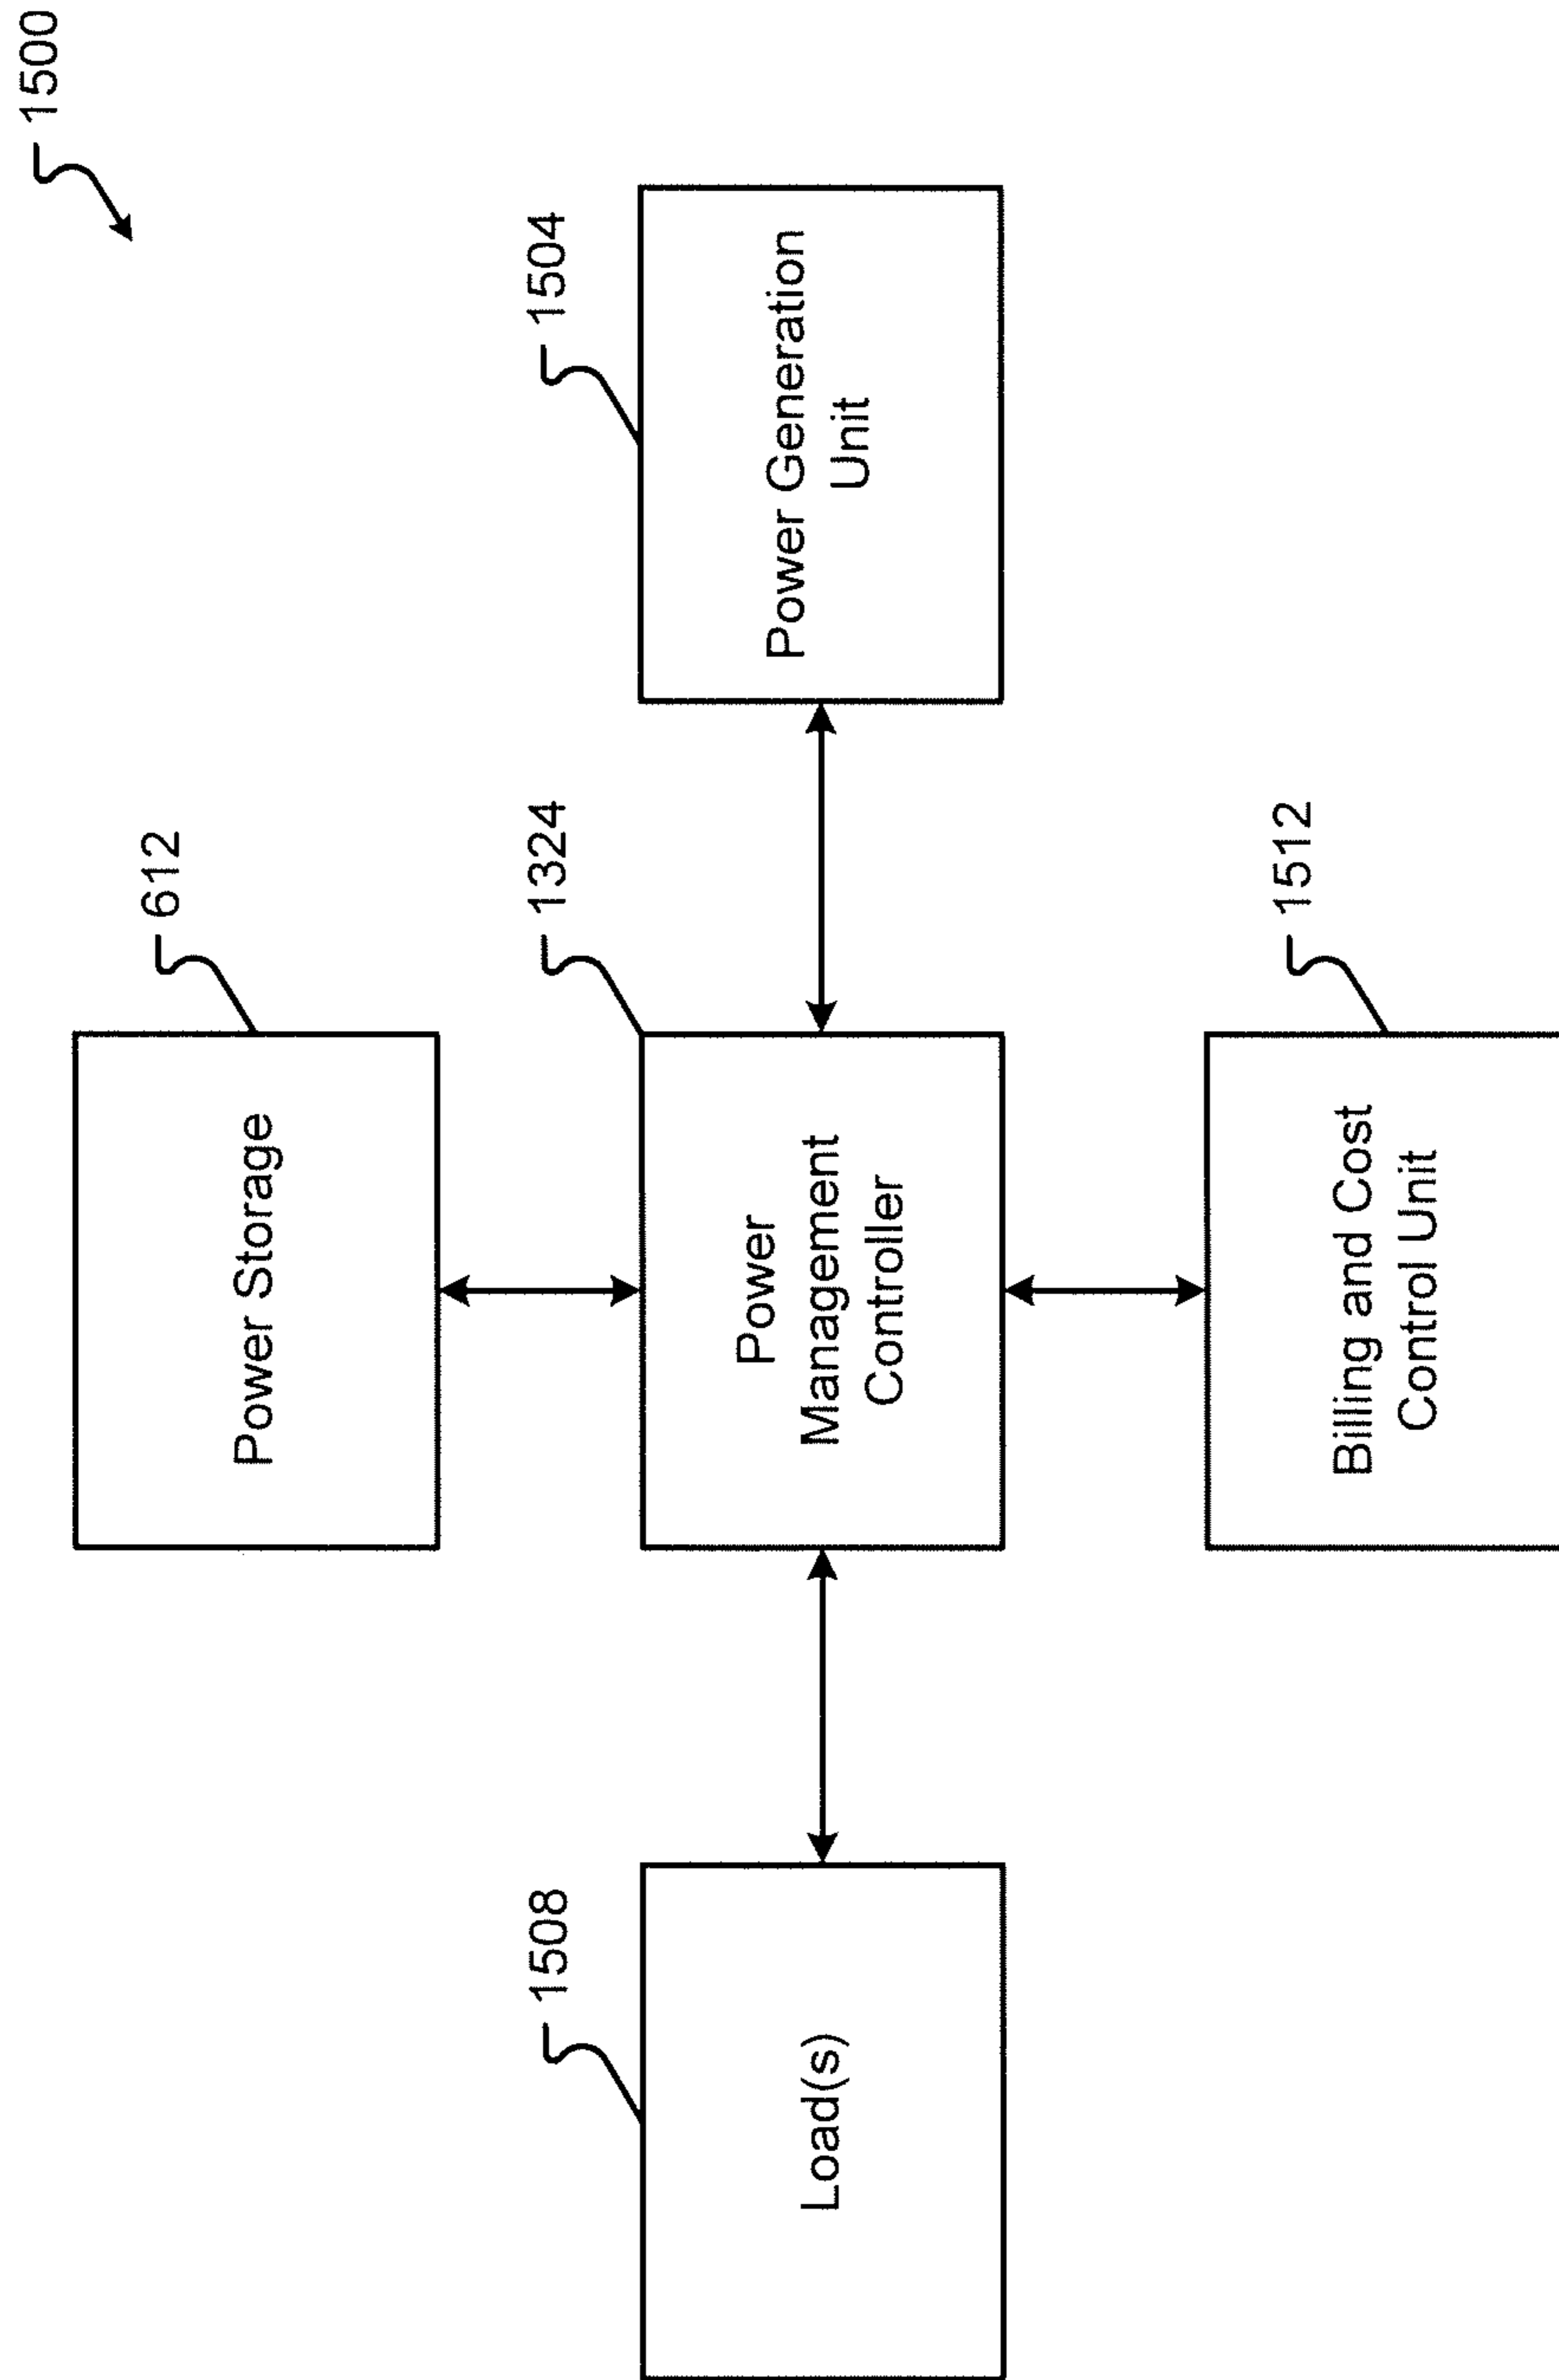 1500
612
Power Storage
1508
Load(s)
1324
Power
Management
Controller
1504
Power Generation
Unit
1512
Billing and Cost
Control Unit